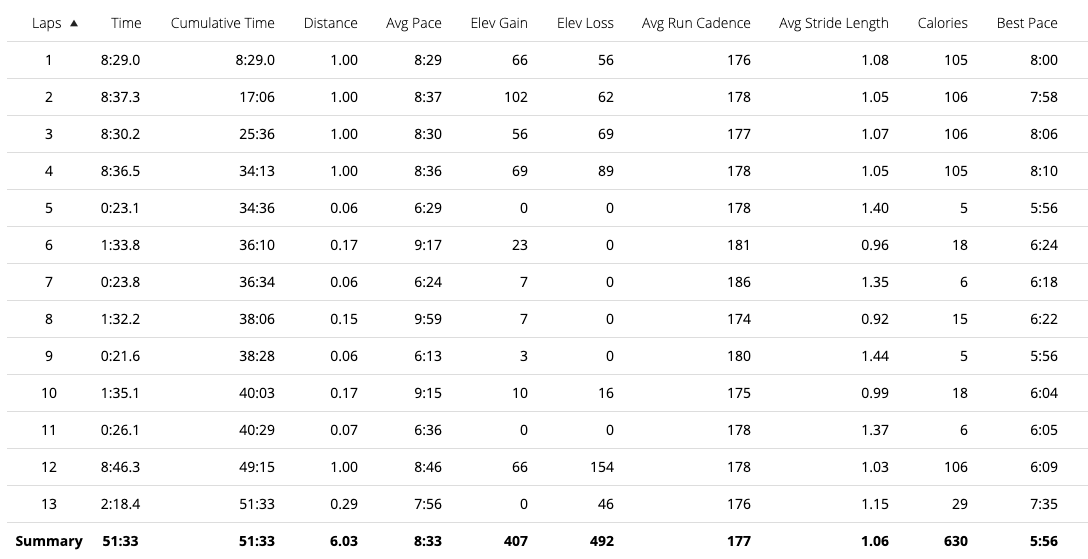 Laps ▲ Time Cumulative Time Distance Avg Pace Elev Gain Elev Loss Avg Run Cadence Avg Stride Length Calories Best Pace
1 8:29.0 8:29.0 1.00 8:29 66 56 176 1.08 105 8:00
2 8:37.3 17:06 1.00 8:37 102 62 178 1.05 106 7:58
3 8:30.2 25:36 1.00 8:30 56 69 177 1.07 106 8:06
4 8:36.5 34:13 1.00 8:36 69 89 178 1.05 105 8:10
5 0:23.1 34:36 0.06 6:29 0 0 178 1.40 5 5:56
6 1:33.8 36:10 0.17 9:17 23 0 181 0.96 18 6:24
7 0:23.8 36:34 0.06 6:24 7 0 186 1.35 6 6:18
8 1:32.2 38:06 0.15 9:59 7 0 174 0.92 15 6:22
9 0:21.6 38:28 0.06 6:13 3 0 180 1.44 5 5:56
10 1:35.1 40:03 0.17 9:15 10 16 175 0.99 18 6:04
11 0:26.1 40:29 0.07 6:36 0 0 178 1.37 6 6:05
12 8:46.3 49:15 1.00 8:46 66 154 178 1.03 106 6:09
13 2:18.4 51:33 0.29 7:56 0 46 176 1.15 29 7:35
Summary 51:33 51:33 6.03 8:33 407 492 177 1.06 630 5:56